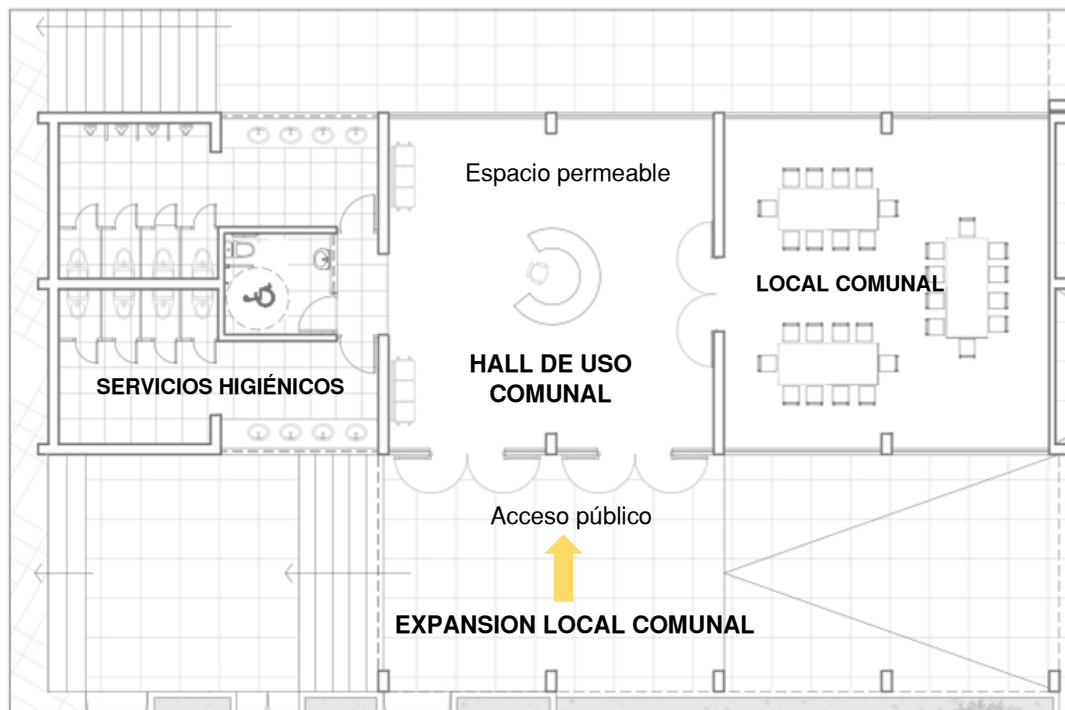 Espacio permeable
LOCAL COMUNAL
HALL DE USO
COMUNAL
SERVICIOS HIGIÉNICOS
Acceso público
EXPANSION LOCAL COMUNAL